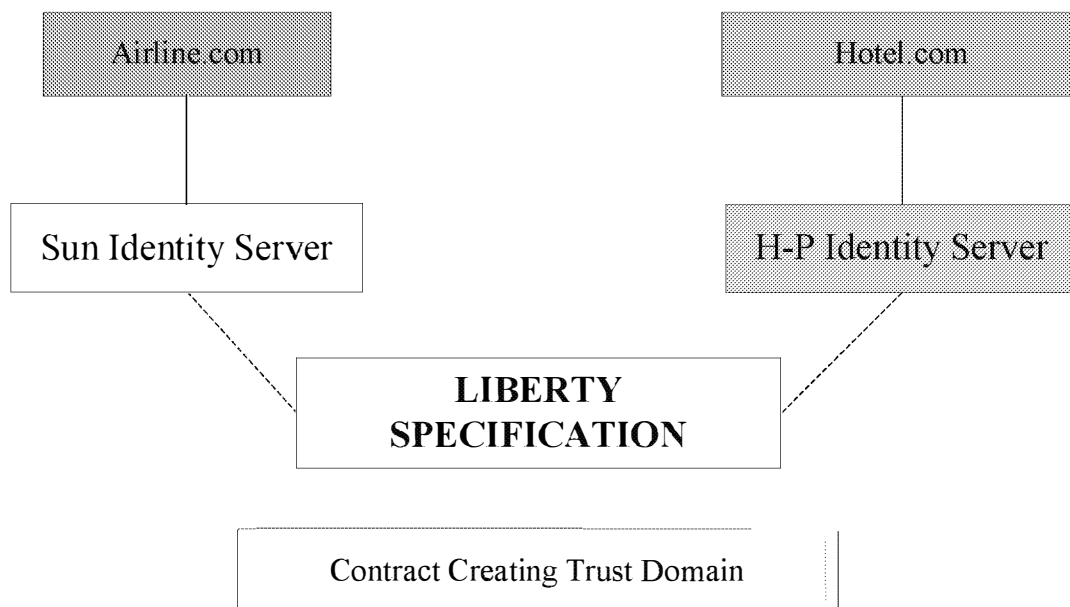 Airline.com
Hotel.com
Sun Identity Server
H-P Identity Server
LIBERTY
SPECIFICATION
Contract Creating Trust Domain